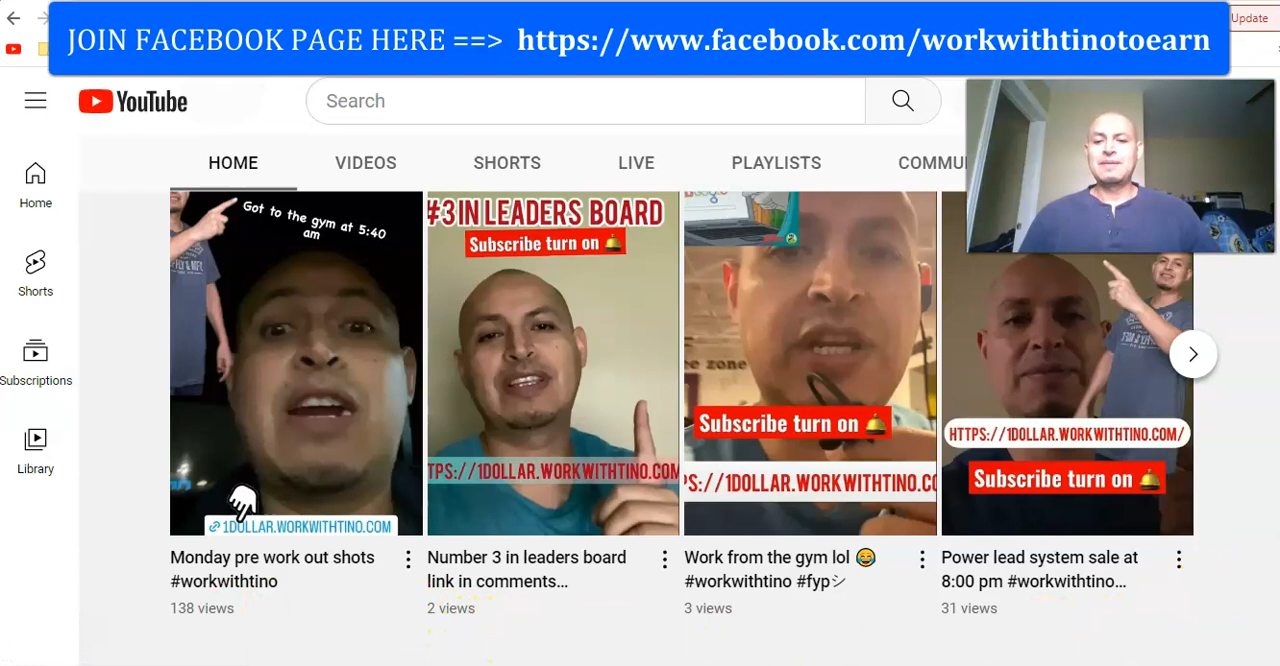 JOIN FACEBOOK PAGE HERE ==> https://www.facebook.com/workwithtinotoearn
Update
YouTube
Search
HOME
VIDEOS
SHORTS
LIVE
PLAYLISTS
COMMU
Home
Shorts
Subscriptions
Library
Got to the gym at 5:40
am
1DOLLAR.WORKWITHTINO.COM
Monday pre work out shots
#workwithtino
138 views
#3 IN LEADERS BOARD
Subscribe turn on 🔔
TPS://1DOLLAR.WORKWITHTINO.COM
Number 3 in leaders board
link in comments...
2 views
ee zone
Subscribe turn on 🔔
PS://1DOLLAR.WORKWITHTINO.CO
Work from the gym lol 😂
#workwithtino #fypシ
3 views
HTTPS://1DOLLAR.WORKWITHTINO.COM/
Subscribe turn on 🔔
Power lead system sale at
8:00 pm #workwithtino...
31 views